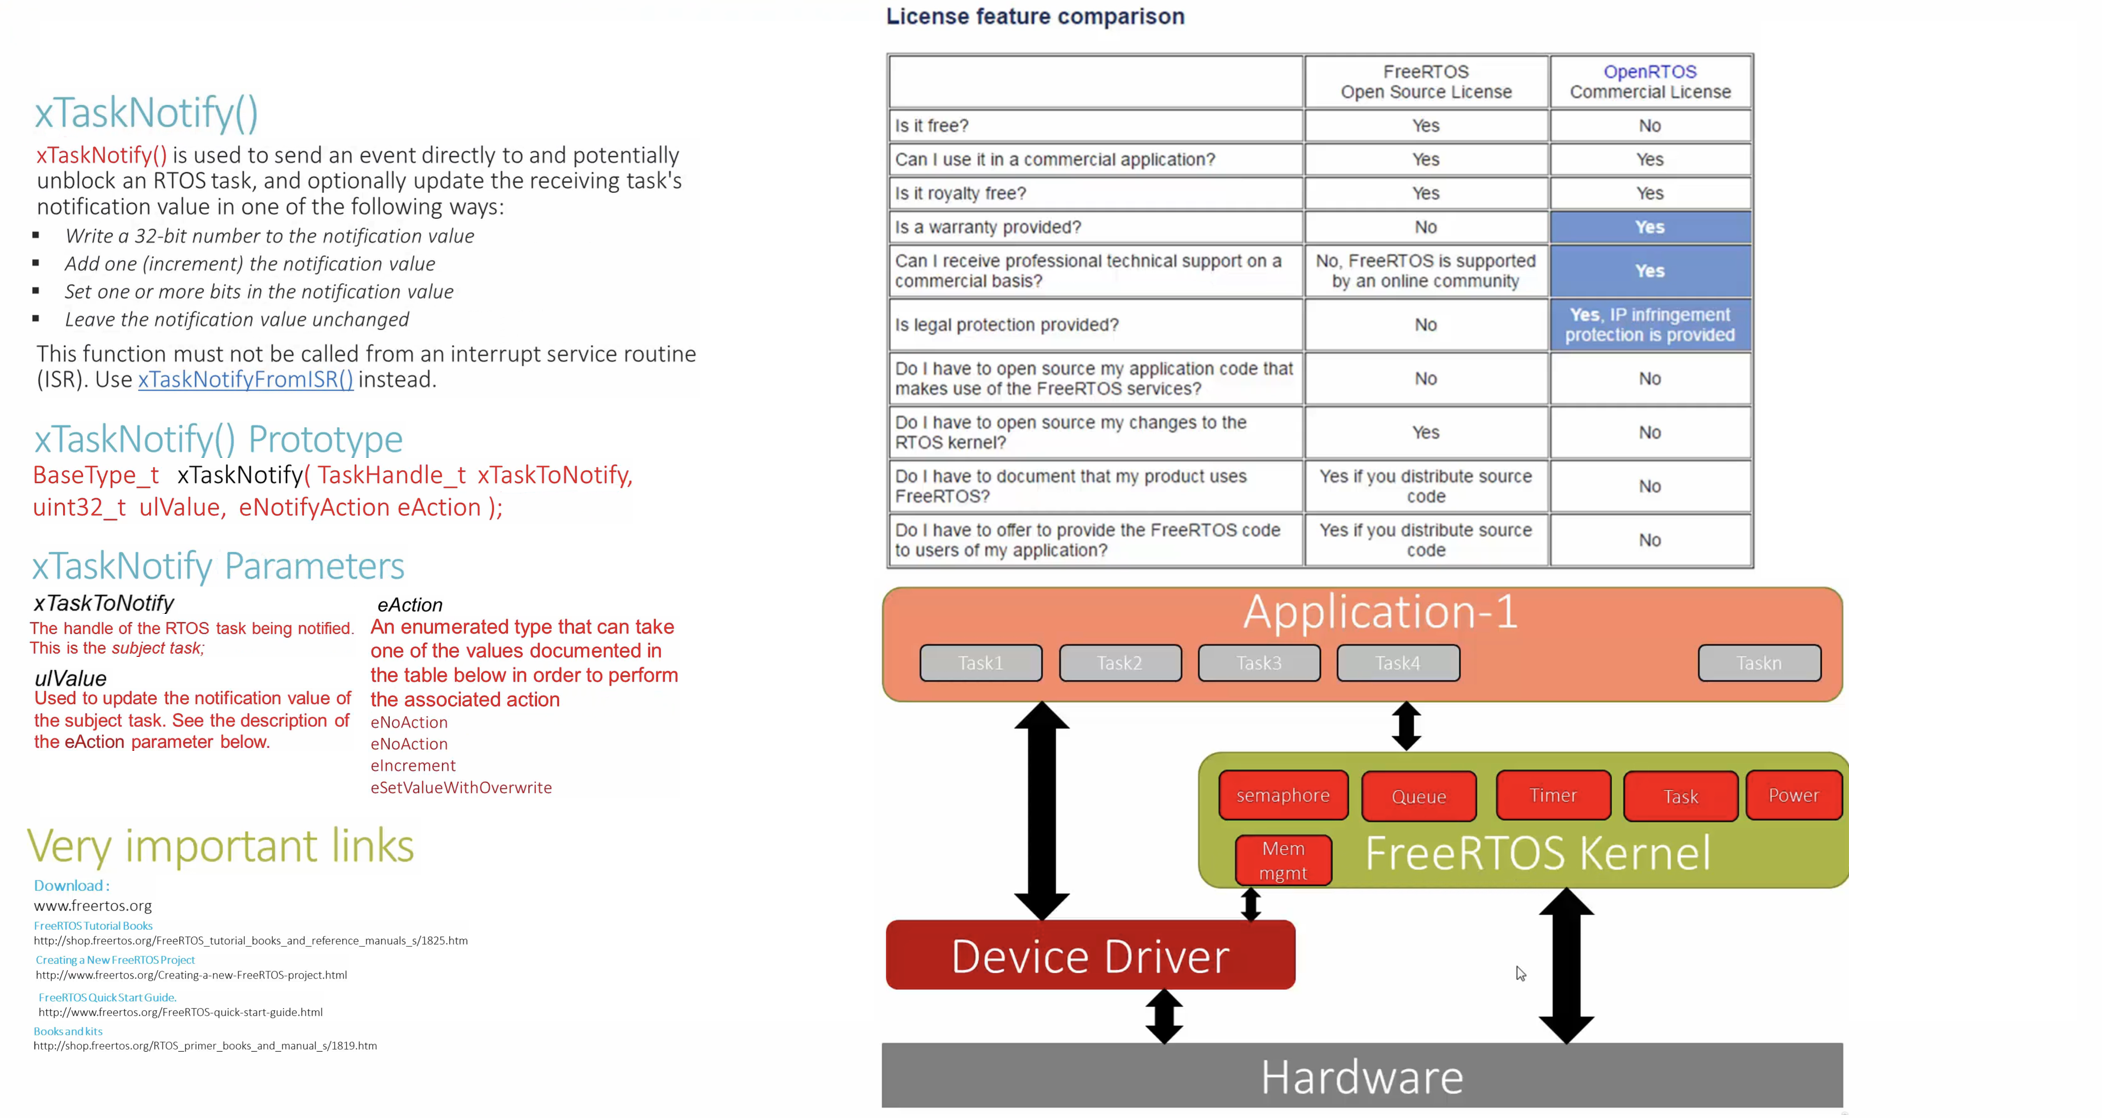 xTaskNotify()
xTaskNotify() is used to send an event directly to and potentially
unblock an RTOS task, and optionally update the receiving task's
notification value in one of the following ways:
▪ Write a 32-bit number to the notification value
▪ Add one (increment) the notification value
▪ Set one or more bits in the notification value
▪ Leave the notification value unchanged
This function must not be called from an interrupt service routine
(ISR). Use xTaskNotifyFromISR() instead.
xTaskNotify() Prototype
BaseType_t xTaskNotify( TaskHandle_t xTaskToNotify,
uint32_t ulValue, eNotifyAction eAction );
xTaskNotify Parameters
xTaskToNotify
The handle of the RTOS task being notified.
This is the subject task;
ulValue
Used to update the notification value of
the subject task. See the description of
the eAction parameter below.
eAction
An enumerated type that can take
one of the values documented in
the table below in order to perform
the associated action
eNoAction
eNoAction
eIncrement
eSetValueWithOverwrite
Very important links
Download :
www.freertos.org
FreeRTOS Tutorial Books
http://shop.freertos.org/FreeRTOS_tutorial_books_and_reference_manuals_s/1825.htm
Creating a New FreeRTOS Project
http://www.freertos.org/Creating-a-new-FreeRTOS-project.html
FreeRTOS Quick Start Guide.
http://www.freertos.org/FreeRTOS-quick-start-guide.html
Books and kits
http://shop.freertos.org/RTOS_primer_books_and_manual_s/1819.htm
License feature comparison
FreeRTOS
Open Source License
OpenRTOS
Commercial License
Is it free? Yes No
Can I use it in a commercial application? Yes Yes
Is it royalty free? Yes Yes
Is a warranty provided? No Yes
Can I receive professional technical support on a
commercial basis?
No, FreeRTOS is supported
by an online community
Yes
Is legal protection provided? No
Yes, IP infringement
protection is provided
Do I have to open source my application code that
makes use of the FreeRTOS services?
No
No
Do I have to open source my changes to the
RTOS kernel?
Yes
No
Do I have to document that my product uses
FreeRTOS?
Yes if you distribute source
code
No
Do I have to offer to provide the FreeRTOS code
to users of my application?
Yes if you distribute source
code
No
Application-1
Task1 Task2 Task3 Task4 Taskn
semaphore Queue Timer Task Power
Mem
mgmt
FreeRTOS Kernel
Device Driver
Hardware